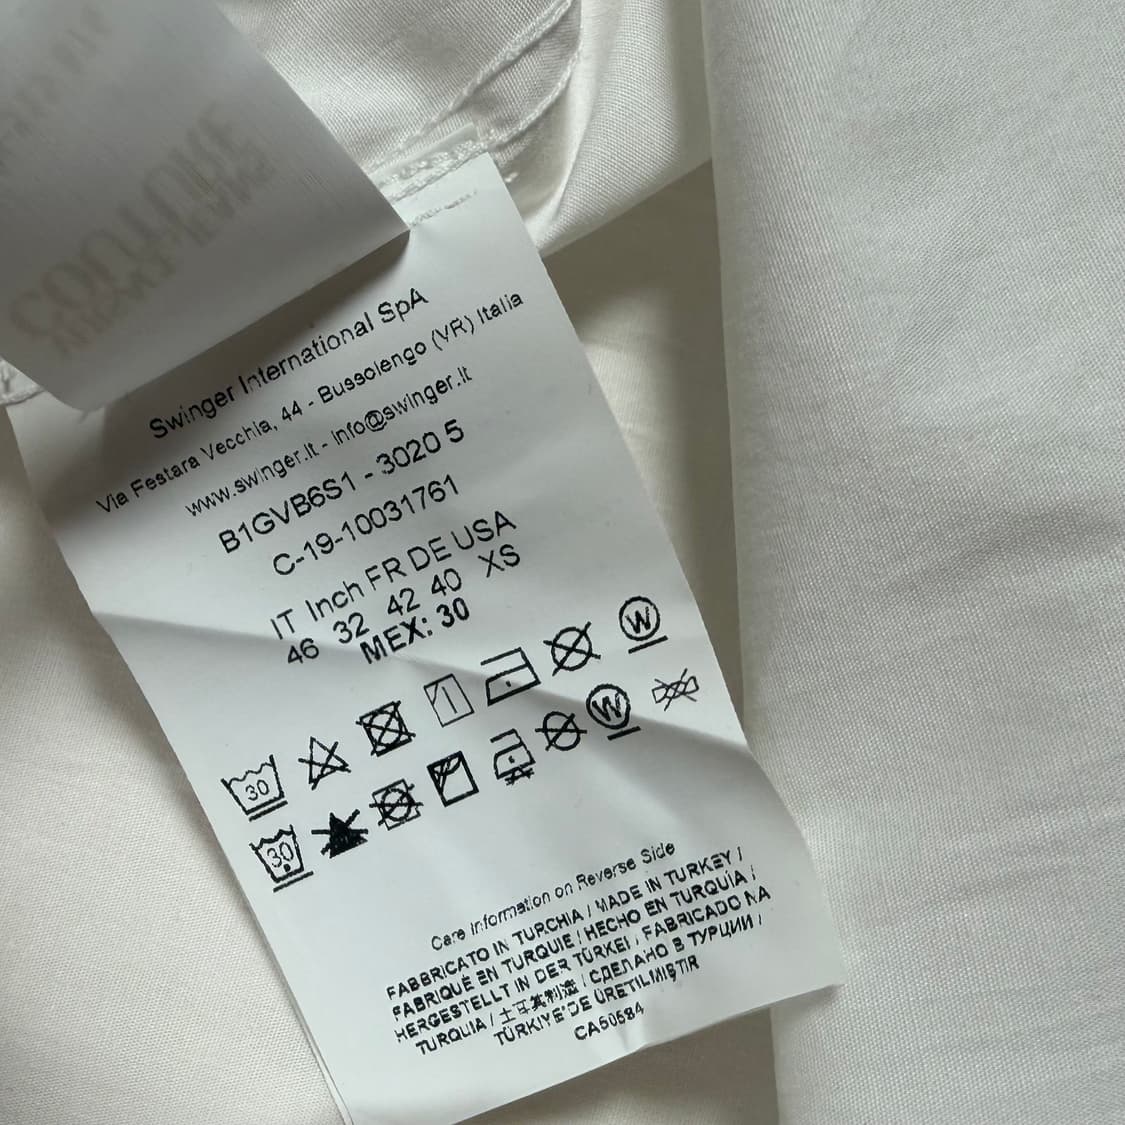 Swinger International SpA
Via Festara Vecchia, 44 - Bussolengo (VR) Italia
www.swinger.it - info@swinger.it
B1GVB6S1 - 3020 5
C-19-10031761
IT Inch FR DE USA
46 32 42 40 XS
MEX: 30
30
W
30
W
Care Information on Reverse Side
FABBRICATO IN TURCHIA / MADE IN TURKEY /
FABRIQUÉ EN TURQUIE / HECHO EN TURQUÍA /
HERGESTELLT IN DER TÜRKEI / FABRICADO NA
TURQUIA / 土耳其制造 / СДЕЛАНО В ТУРЦИИ /
TÜRKIYE'DE ÜRETILMIŞTIR
CA50584